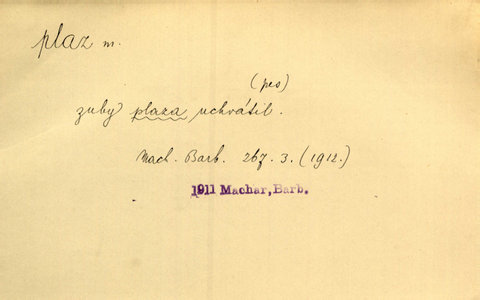 plaz m.
(pes)
zuby plaza uchvátil.
Mach. Barb. 267. 3. (1912.)
1911 Machar, Barb.